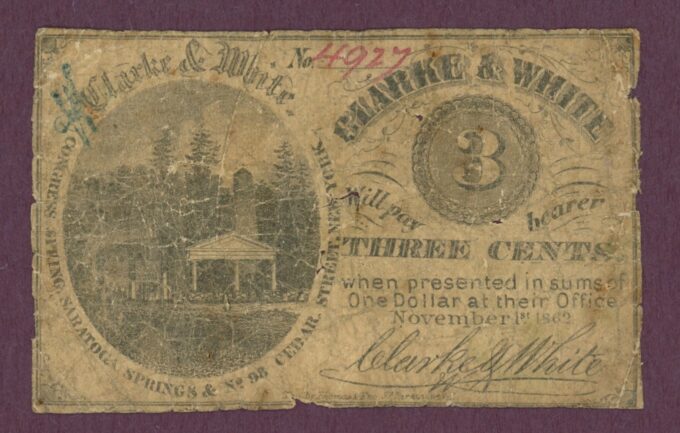 Clarke & White.
No. 4927
CONGRESS SPRING SARATOGA SPRINGS & No 98 CEDAR STREET, NEW YORK.
CLARKE & WHITE
3
Will pay bearer
THREE CENTS,
when presented in sums of
One Dollar at their Office
November 1st 1862
Clarke & White